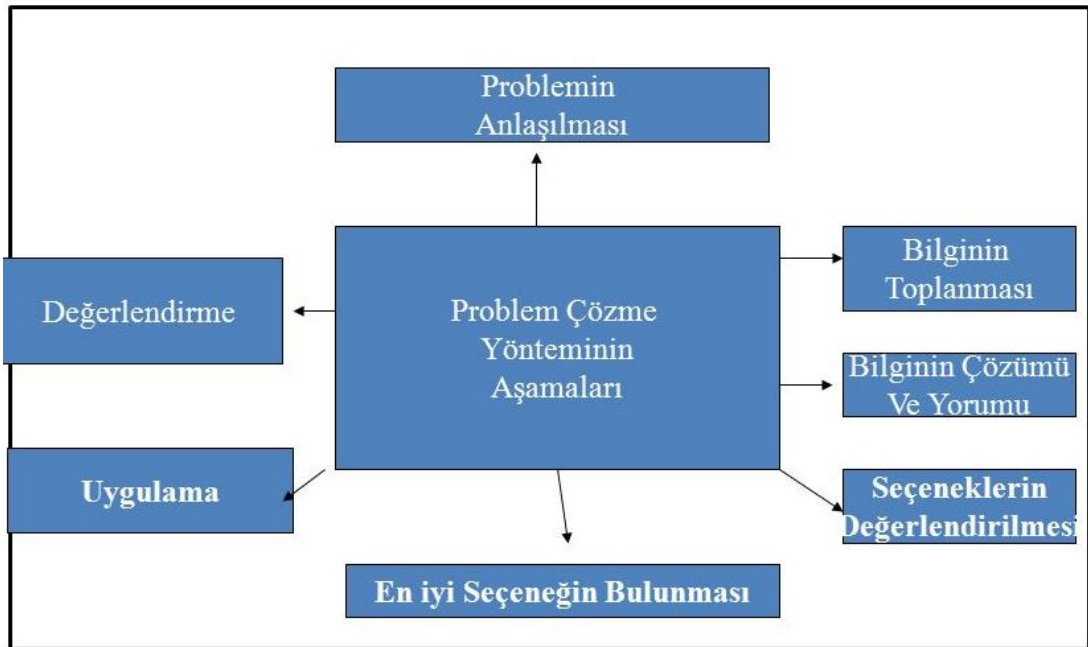 Problemin
Anlaşılması
Bilginin
Toplanması
Değerlendirme
Problem Çözme
Yönteminin
Aşamaları
Bilginin Çözümü
Ve Yorumu
Uygulama
Seçeneklerin
Değerlendirilmesi
En iyi Seçeneğin Bulunması